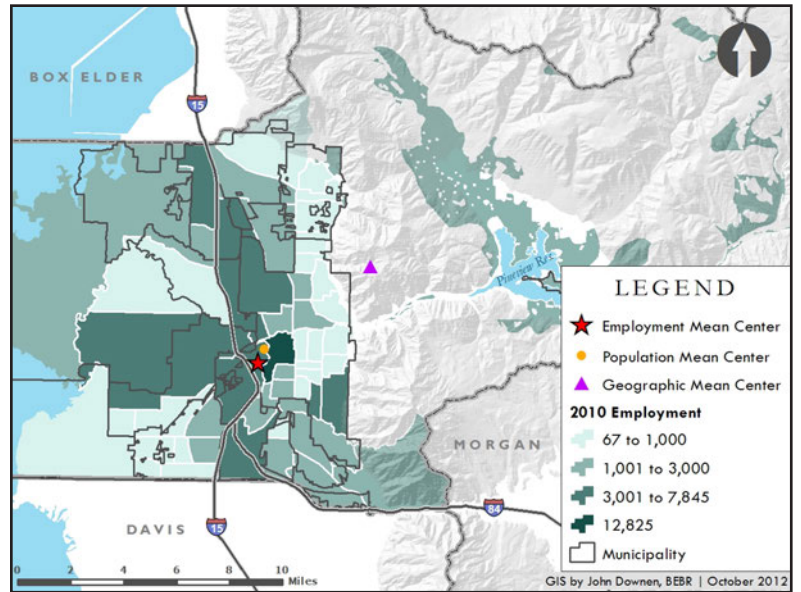 BOX ELDER
15
Pineview Res
LEGEND
Employment Mean Center
Population Mean Center
Geographic Mean Center
2010 Employment
67 to 1,000
1,001 to 3,000
3,001 to 7,845
12,825
Municipality
MORGAN
84
DAVIS
15
0 2 4 6 8 10
Miles
GIS by John Downen, BEBR | October 2012